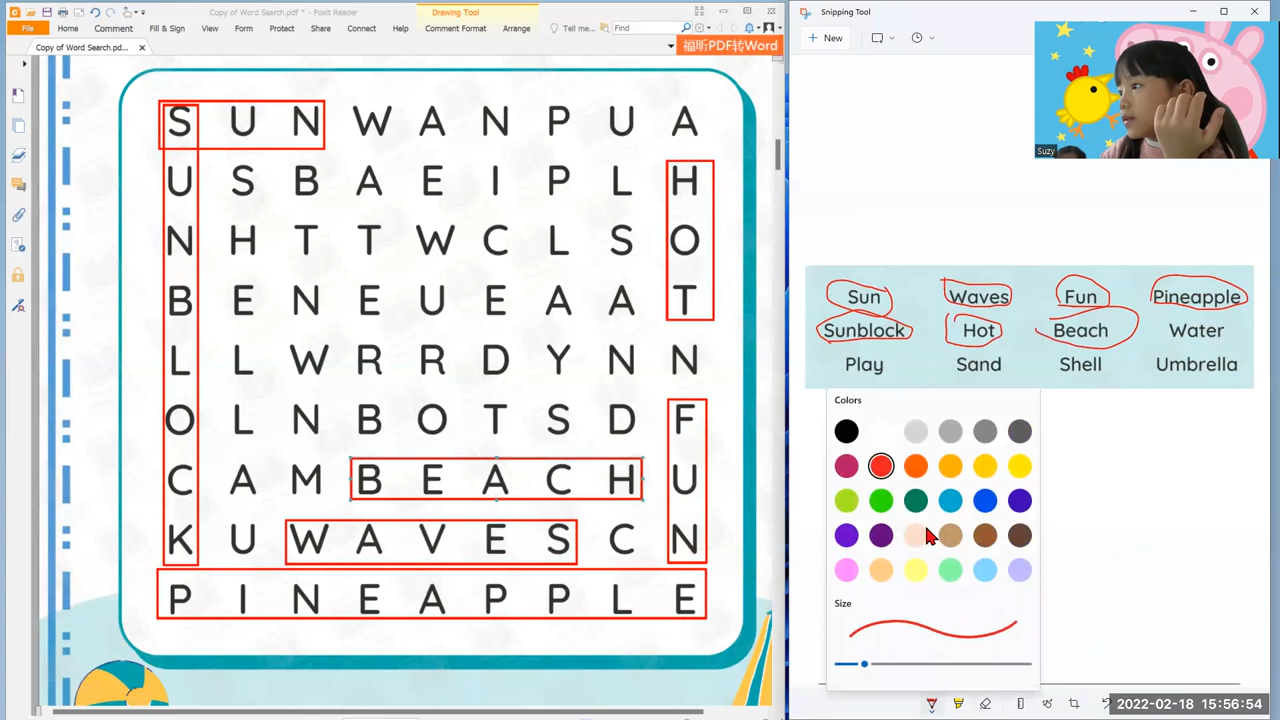 Copy of Word Search.pdf * - Foxit Reader
Drawing Tool
File Home Comment Fill & Sign View Form Protect Share Connect Help Comment Format Arrange Tell me... Find
Copy of Word Search.pd...
福听PDF转Word
S U N W A N P U A
U S B A E I P L H
N H T T W C L S O
B E N E U E A A T
L L W R R D Y N N
O L N B O T S D F
C A M B E A C H U
K U W A V E S C N
P I N E A P P L E
Snipping Tool
New
Suzy
Sun Waves Fun Pineapple
Sunblock Hot Beach Water
Play Sand Shell Umbrella
Colors
Size
2022-02-18 15:56:54